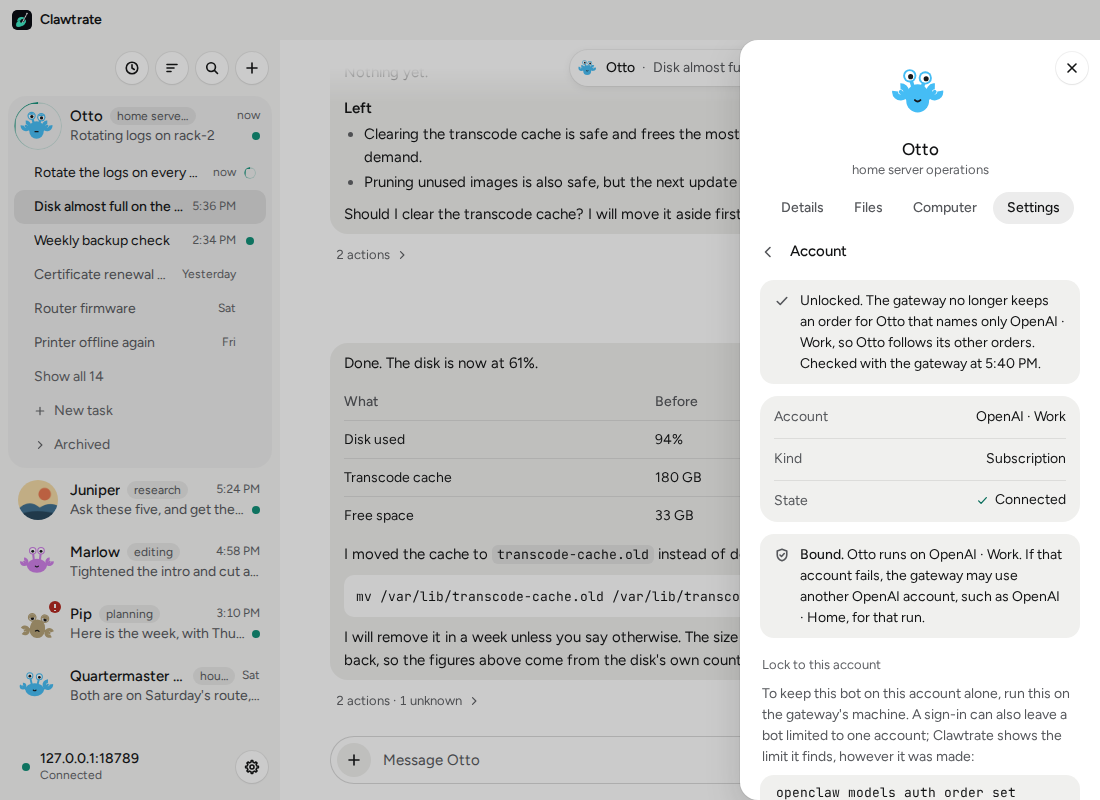 Clawtrate
Otto
home serve...
now
Rotating logs on rack-2
Rotate the logs on every ...
now
Disk almost full on the ...
5:36 PM
Weekly backup check
2:34 PM
Certificate renewal ...
Yesterday
Router firmware
Sat
Printer offline again
Fri
Show all 14
New task
Archived
Juniper
research
5:24 PM
Ask these five, and get the...
Marlow
editing
4:58 PM
Tightened the intro and cut a...
Pip
planning
3:10 PM
Here is the week, with Thu...
Quartermaster ...
hou...
Sat
Both are on Saturday's route,...
127.0.0.1:18789
Connected
Otto · Disk almost fu
Nothing yet.
Left
• Clearing the transcode cache is safe and frees the most
demand.
• Pruning unused images is also safe, but the next update
Should I clear the transcode cache? I will move it aside first
2 actions
Done. The disk is now at 61%.
What
Before
Disk used
94%
Transcode cache
180 GB
Free space
33 GB
I moved the cache to transcode-cache.old instead of d
mv /var/lib/transcode-cache.old /var/lib/transco
I will remove it in a week unless you say otherwise. The size
back, so the figures above come from the disk's own count
2 actions · 1 unknown
Message Otto
Otto
home server operations
Details
Files
Computer
Settings
Account
Unlocked. The gateway no longer keeps
an order for Otto that names only OpenAI ·
Work, so Otto follows its other orders.
Checked with the gateway at 5:40 PM.
Account
OpenAI · Work
Kind
Subscription
State
Connected
Bound. Otto runs on OpenAI · Work. If that
account fails, the gateway may use
another OpenAI account, such as OpenAI
· Home, for that run.
Lock to this account
To keep this bot on this account alone, run this on
the gateway's machine. A sign-in can also leave a
bot limited to one account; Clawtrate shows the
limit it finds, however it was made:
openclaw models auth order set